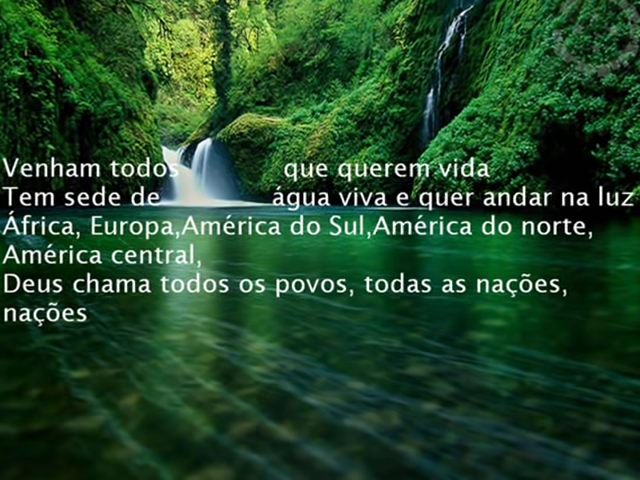 Venham todos que querem vida
Tem sede de água viva e quer andar na luz
África, Europa,América do Sul,América do norte,
América central,
Deus chama todos os povos, todas as nações,
nações